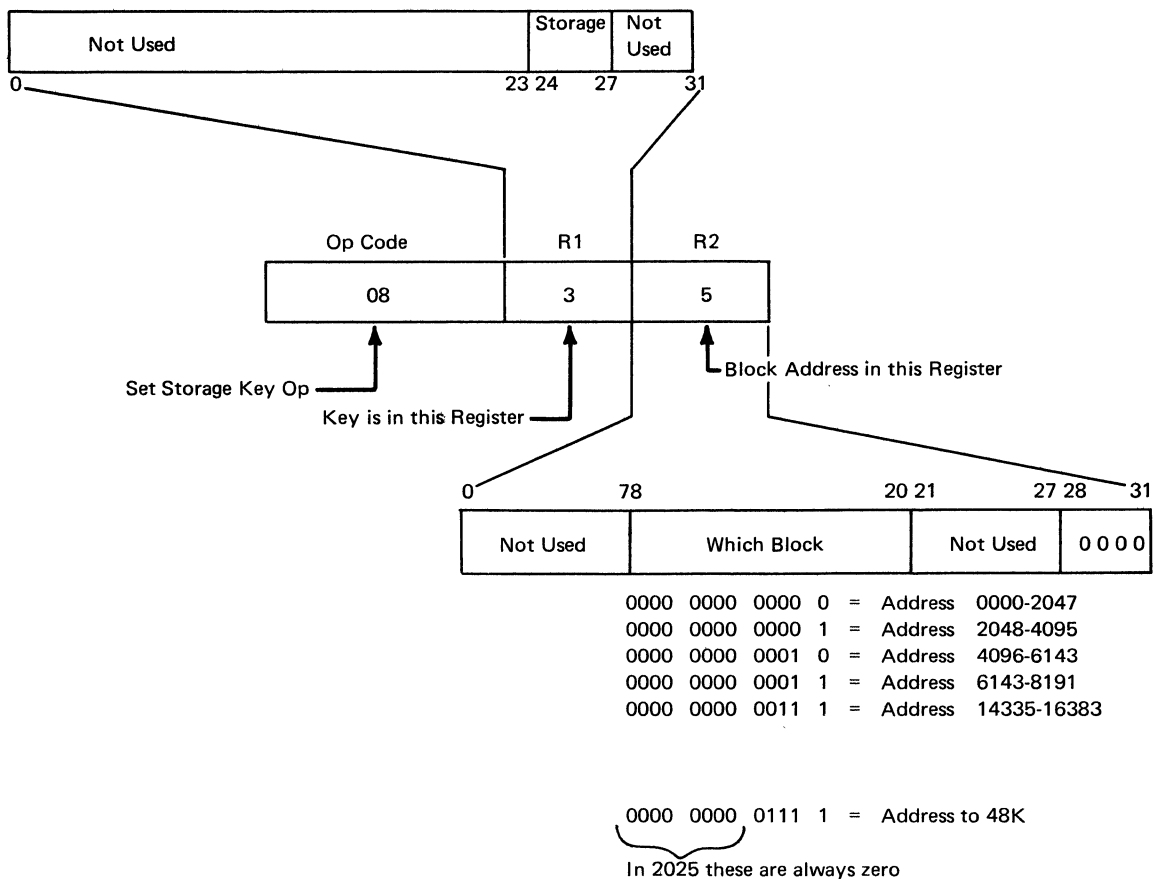 Not Used
Storage
Not
Used
0
23 24
27
31
Op Code
R1
R2
08
3
5
Set Storage Key Op
Key is in this Register
Block Address in this Register
0
78
20 21
27 28
31
Not Used
Which Block
Not Used
0 0 0 0
0000 0000 0000 0 = Address 0000-2047
0000 0000 0000 1 = Address 2048-4095
0000 0000 0001 0 = Address 4096-6143
0000 0000 0001 1 = Address 6143-8191
0000 0000 0011 1 = Address 14335-16383
0000 0000 0111 1 = Address to 48K
In 2025 these are always zero